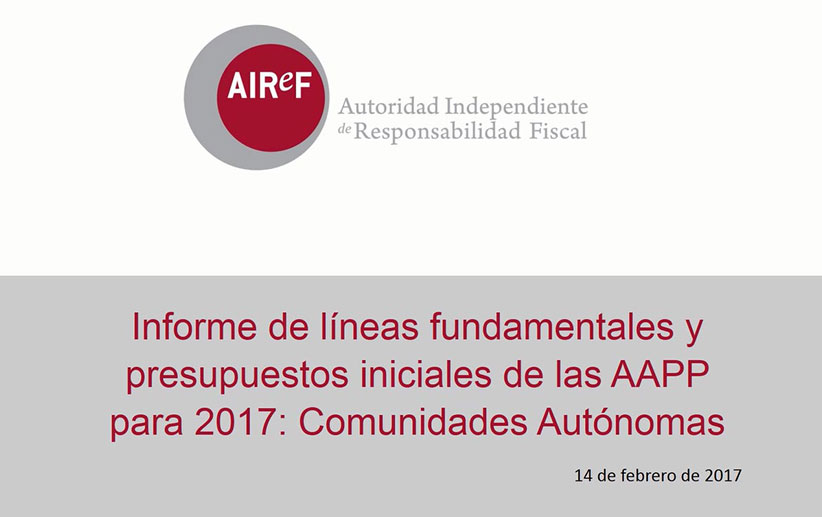 AIReF
Autoridad Independiente
de Responsabilidad Fiscal
Informe de líneas fundamentales y
presupuestos iniciales de las AAPP
para 2017: Comunidades Autónomas
14 de febrero de 2017